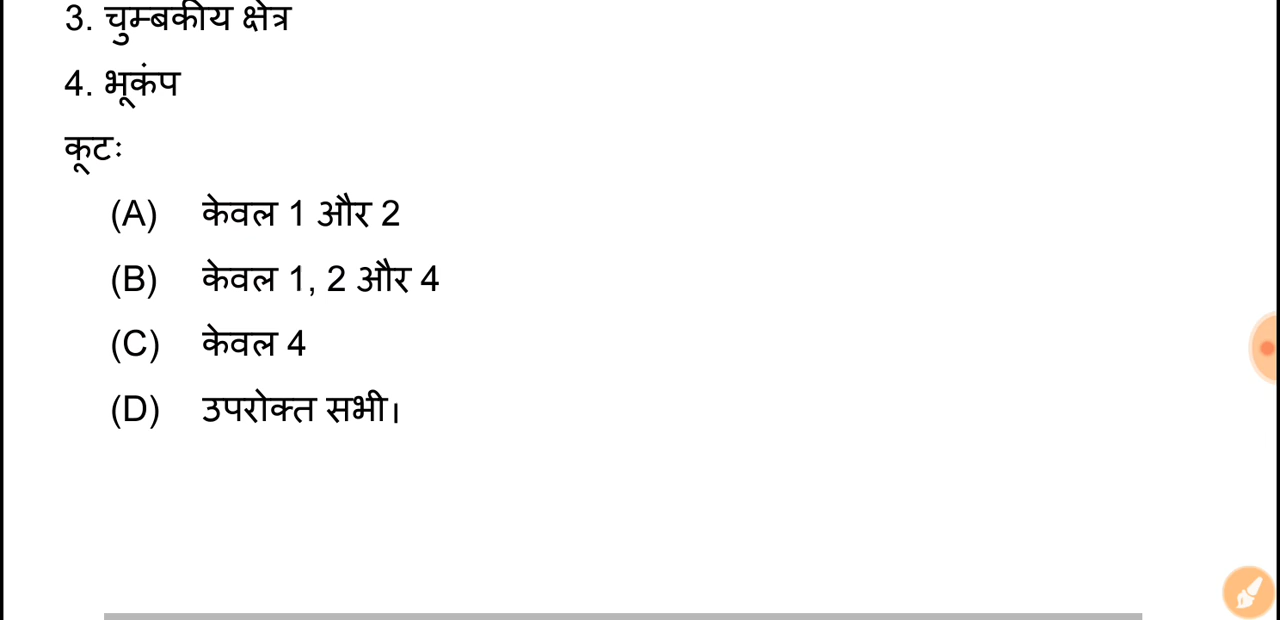 3. चुम्बकीय क्षेत्र
4. भूकंप
कूटः
(A) केवल 1 और 2
(B) केवल 1, 2 और 4
(C) केवल 4
(D) उपरोक्त सभी।